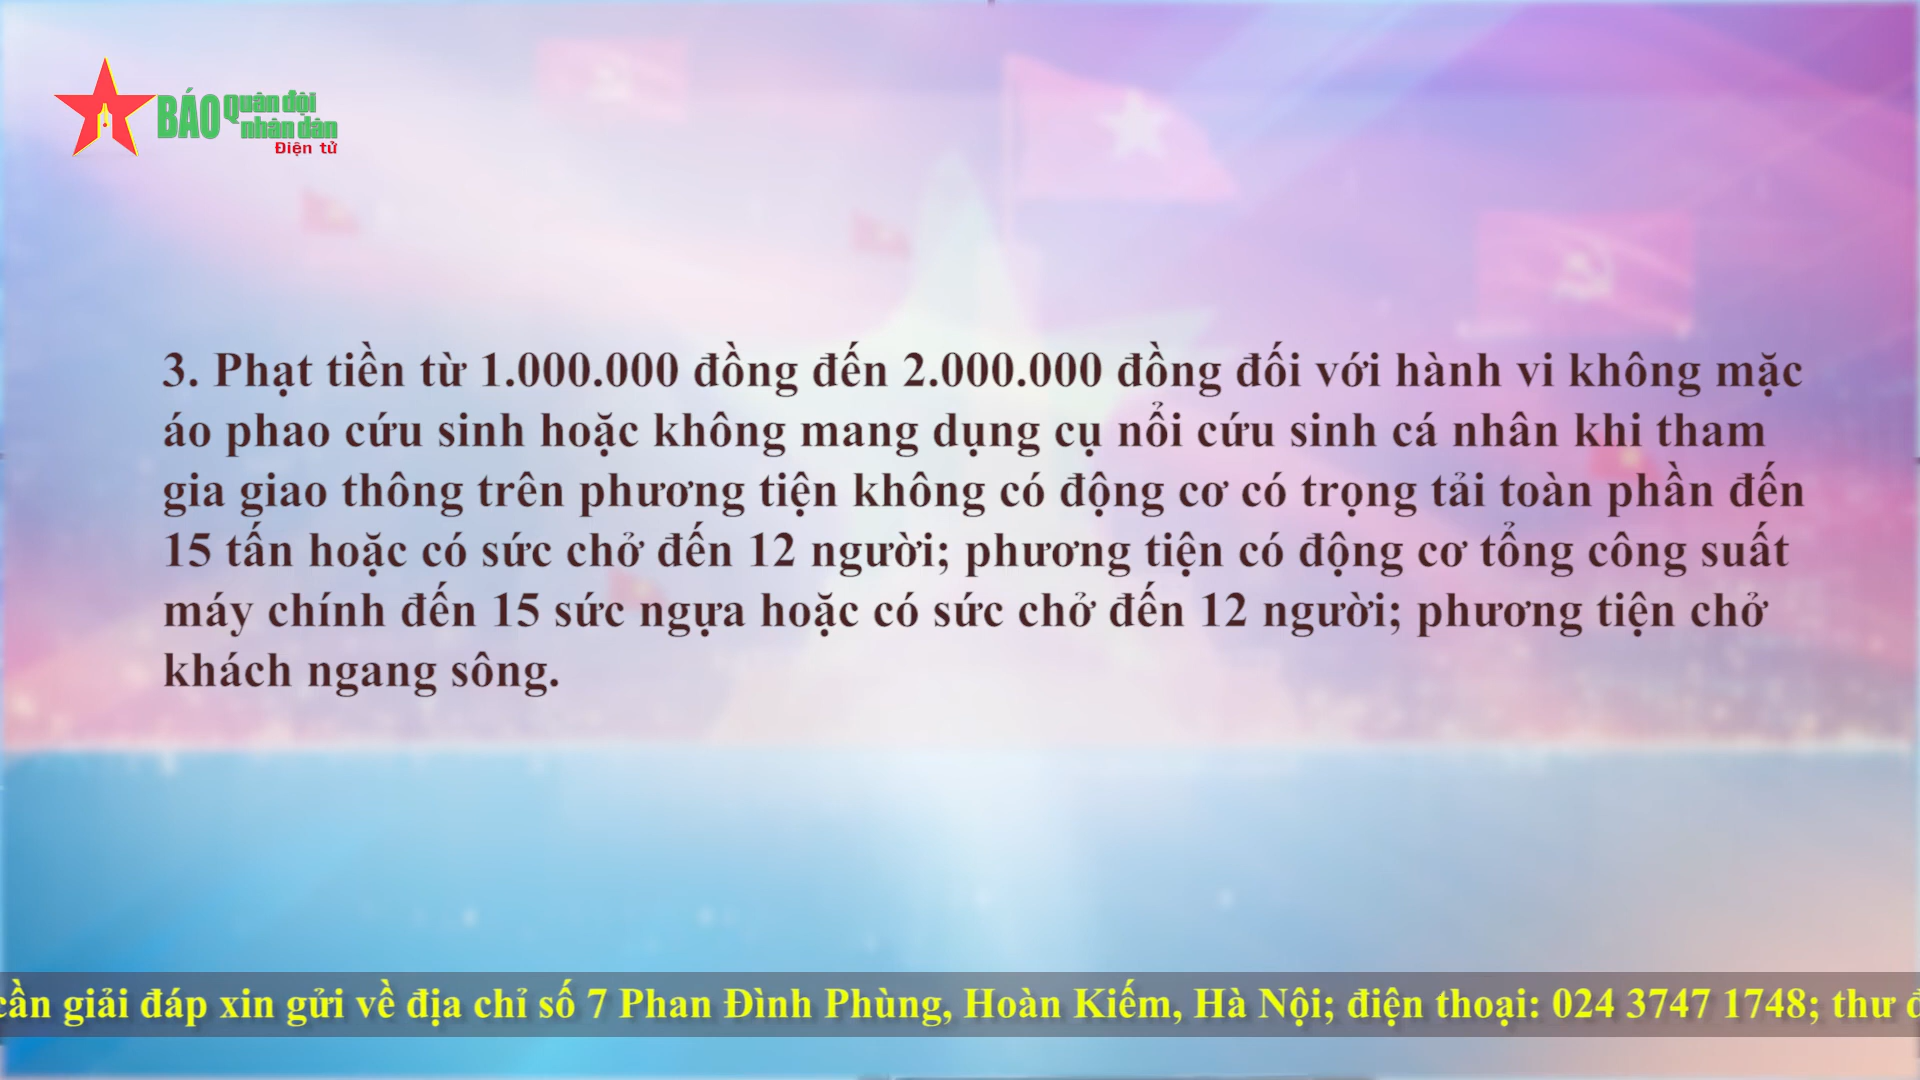 BÁO Quân đội
nhân dân
Điện tử
3. Phạt tiền từ 1.000.000 đồng đến 2.000.000 đồng đối với hành vi không mặc
áo phao cứu sinh hoặc không mang dụng cụ nổi cứu sinh cá nhân khi tham
gia giao thông trên phương tiện không có động cơ có trọng tải toàn phần đến
15 tấn hoặc có sức chở đến 12 người; phương tiện có động cơ tổng công suất
máy chính đến 15 sức ngựa hoặc có sức chở đến 12 người; phương tiện chở
khách ngang sông.
cần giải đáp xin gửi về địa chỉ số 7 Phan Đình Phùng, Hoàn Kiếm, Hà Nội; điện thoại: 024 3747 1748; thư